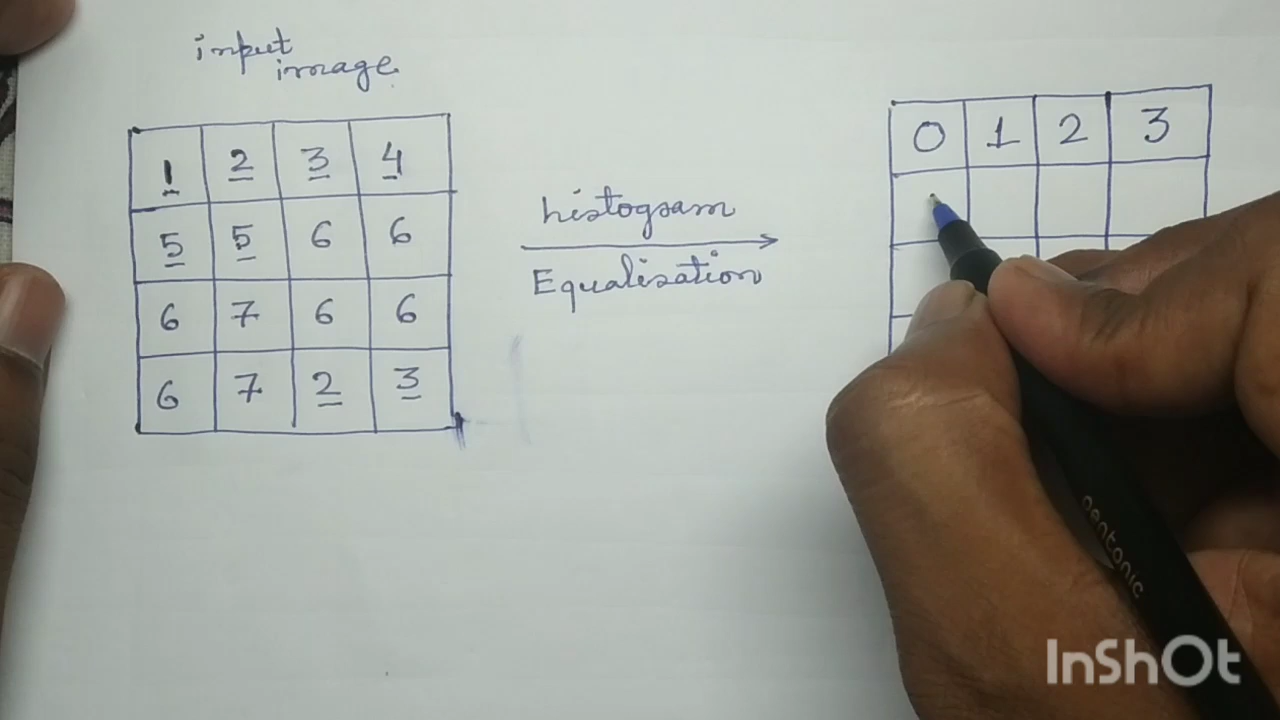 input
image
1 2 3 4
5 5 6 6
6 7 6 6
6 7 2 3
histogram
Equalisation
0 1 2 3
pentonic
InShOt